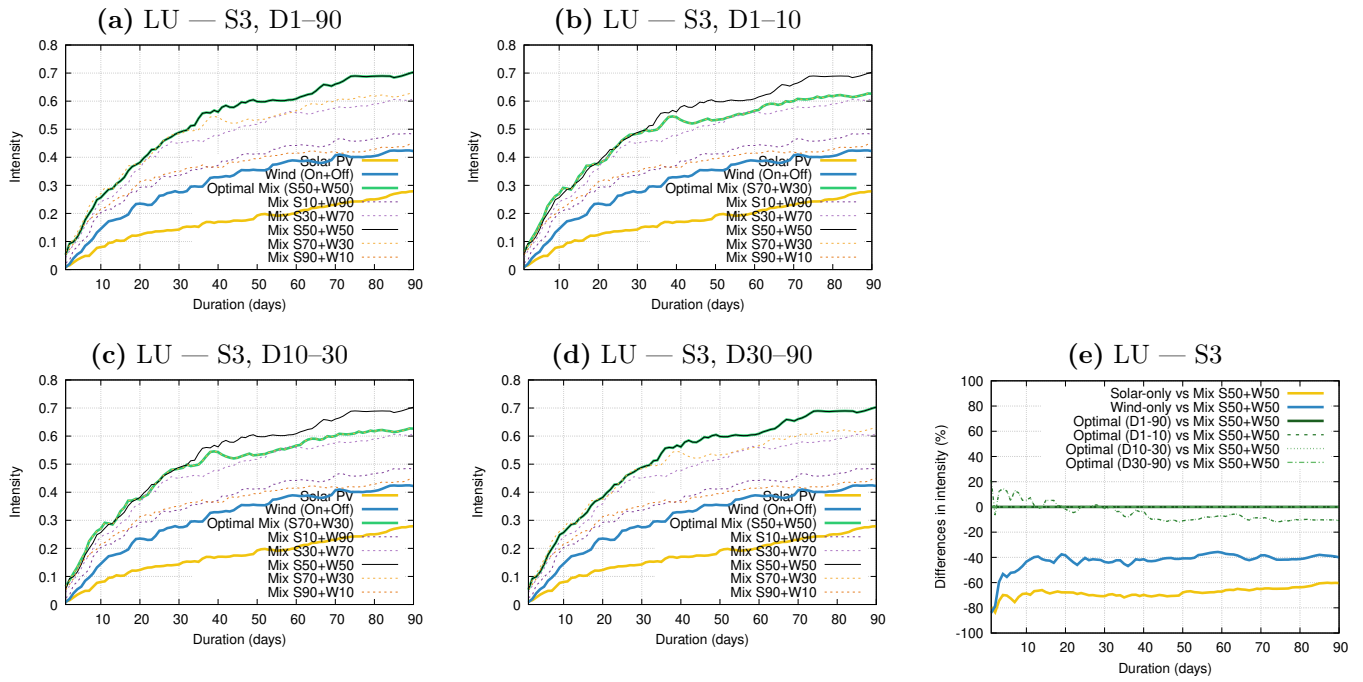 (a) LU — S3, D1–90
0.8
0.7
0.6
0.5
0.4
0.3
0.2
0.1
0
Intensity
10 20 30 40 50 60 70 80 90
Duration (days)
Solar PV
Wind (On+Off)
Optimal Mix (S50+W50)
Mix S10+W90
Mix S30+W70
Mix S50+W50
Mix S70+W30
Mix S90+W10
(b) LU — S3, D1–10
0.8
0.7
0.6
0.5
0.4
0.3
0.2
0.1
0
Intensity
10 20 30 40 50 60 70 80 90
Duration (days)
Solar PV
Wind (On+Off)
Optimal Mix (S70+W30)
Mix S10+W90
Mix S30+W70
Mix S50+W50
Mix S70+W30
Mix S90+W10
(c) LU — S3, D10–30
0.8
0.7
0.6
0.5
0.4
0.3
0.2
0.1
0
Intensity
10 20 30 40 50 60 70 80 90
Duration (days)
Solar PV
Wind (On+Off)
Optimal Mix (S70+W30)
Mix S10+W90
Mix S30+W70
Mix S50+W50
Mix S70+W30
Mix S90+W10
(d) LU — S3, D30–90
0.8
0.7
0.6
0.5
0.4
0.3
0.2
0.1
0
Intensity
10 20 30 40 50 60 70 80 90
Duration (days)
Solar PV
Wind (On+Off)
Optimal Mix (S50+W50)
Mix S10+W90
Mix S30+W70
Mix S50+W50
Mix S70+W30
Mix S90+W10
(e) LU — S3
100
80
60
40
20
0
-20
-40
-60
-80
-100
Differences in intensity (%)
10 20 30 40 50 60 70 80 90
Duration (days)
Solar-only vs Mix S50+W50
Wind-only vs Mix S50+W50
Optimal (D1-90) vs Mix S50+W50
Optimal (D1-10) vs Mix S50+W50
Optimal (D10-30) vs Mix S50+W50
Optimal (D30-90) vs Mix S50+W50